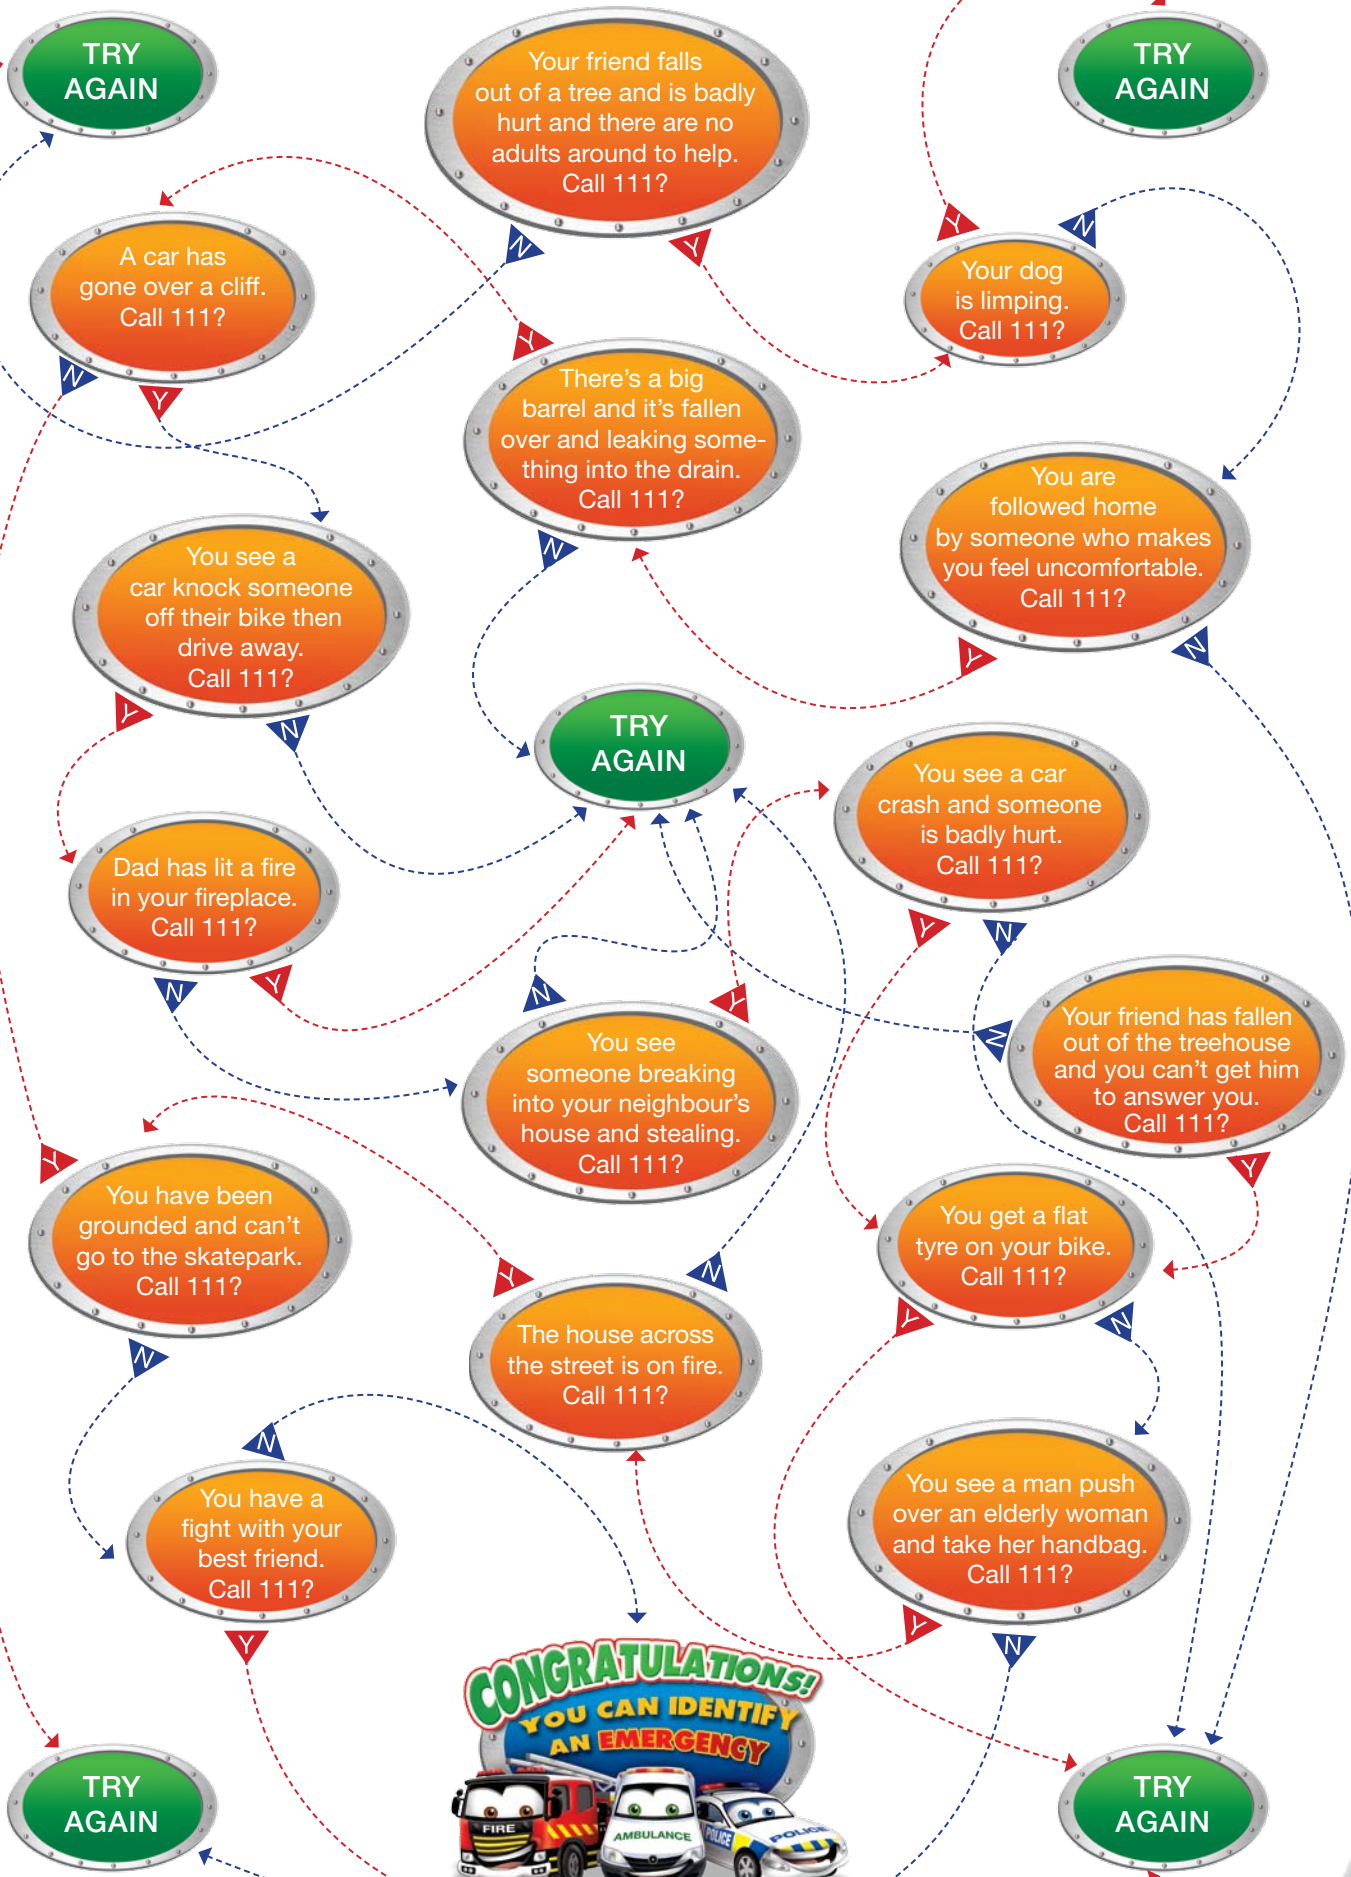 TRY
AGAIN
Your friend falls
out of a tree and is badly
hurt and there are no
adults around to help.
Call 111?
N
Y
TRY
AGAIN
A car has
gone over a cliff.
Call 111?
N
Y
Y
N
Your dog
is limping.
Call 111?
Y
There's a big
barrel and it's fallen
over and leaking some-
thing into the drain.
Call 111?
N
You are
followed home
by someone who makes
you feel uncomfortable.
Call 111?
Y
N
You see a
car knock someone
off their bike then
drive away.
Call 111?
Y
N
TRY
AGAIN
You see a car
crash and someone
is badly hurt.
Call 111?
Y
N
Dad has lit a fire
in your fireplace.
Call 111?
N
Y
N
Y
You see
someone breaking
into your neighbour's
house and stealing.
Call 111?
N
Your friend has fallen
out of the treehouse
and you can't get him
to answer you.
Call 111?
Y
Y
You have been
grounded and can't
go to the skatepark.
Call 111?
N
You get a flat
tyre on your bike.
Call 111?
Y
N
Y
N
The house across
the street is on fire.
Call 111?
N
You have a
fight with your
best friend.
Call 111?
Y
You see a man push
over an elderly woman
and take her handbag.
Call 111?
Y
N
CONGRATULATIONS!
YOU CAN IDENTIFY
AN EMERGENCY
FIRE
AMBULANCE
POLICE
POLICE
TRY
AGAIN
TRY
AGAIN